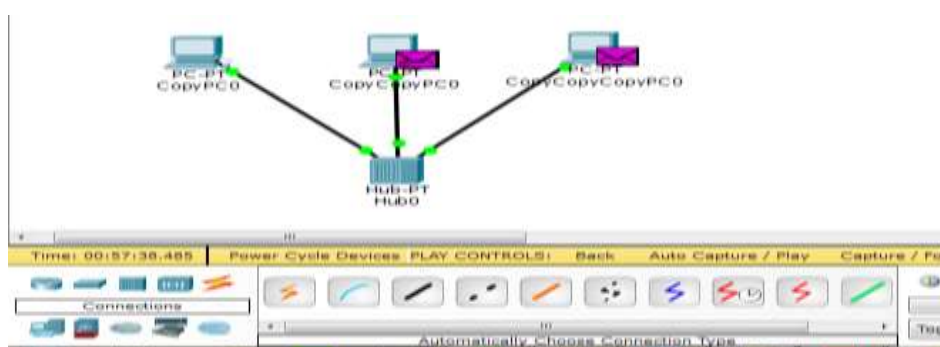 PC-PT
CopyPC0
PC-PT
CopyCopyPC0
PC-PT
CopyCopyCopyPC0
Hub-PT
Hub0
Time: 00:57:38.485 Power Cycle Devices PLAY CONTROLS: Back Auto Capture / Play Capture / Fo
Connections
Automatically Choose Connection Type